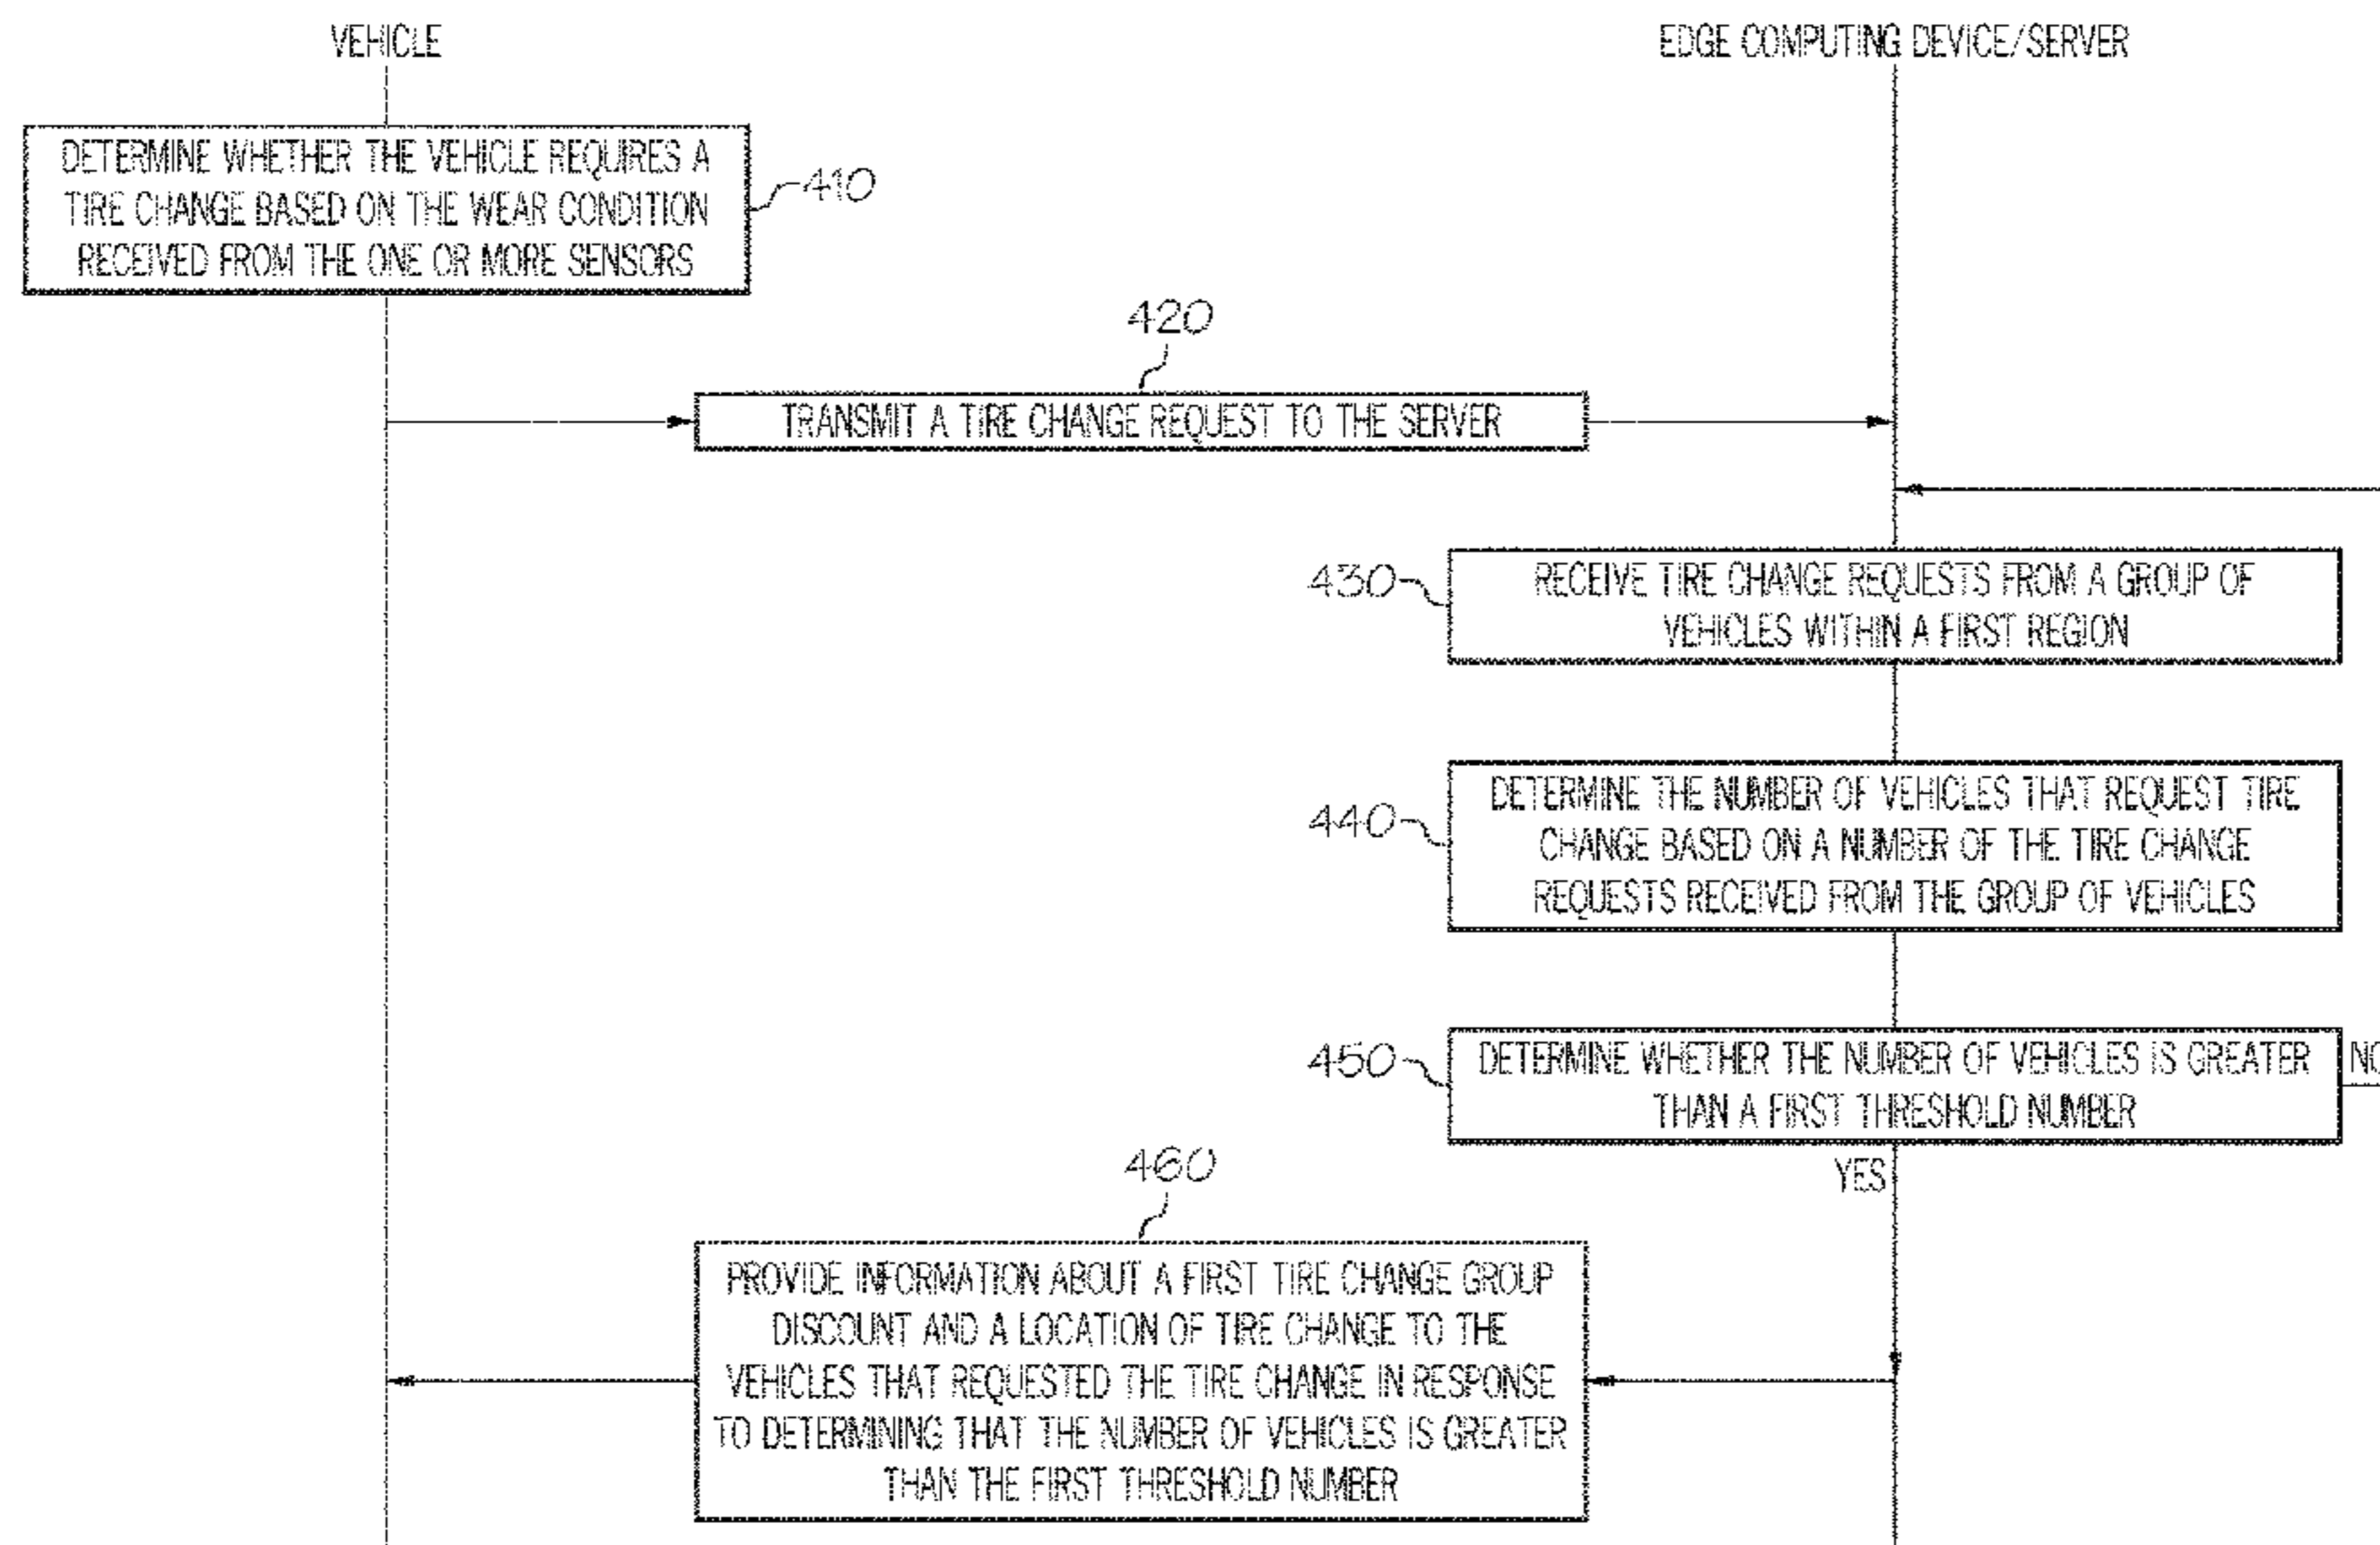 VEHICLE
EDGE COMPUTING DEVICE/SERVER
DETERMINE WHETHER THE VEHICLE REQUIRES A
TIRE CHANGE BASED ON THE WEAR CONDITION
RECEIVED FROM THE ONE OR MORE SENSORS
410
420
TRANSMIT A TIRE CHANGE REQUEST TO THE SERVER
430
RECEIVE TIRE CHANGE REQUESTS FROM A GROUP OF
VEHICLES WITHIN A FIRST REGION
440
DETERMINE THE NUMBER OF VEHICLES THAT REQUEST TIRE
CHANGE BASED ON A NUMBER OF THE TIRE CHANGE
REQUESTS RECEIVED FROM THE GROUP OF VEHICLES
450
DETERMINE WHETHER THE NUMBER OF VEHICLES IS GREATER
THAN A FIRST THRESHOLD NUMBER
NO
YES
460
PROVIDE INFORMATION ABOUT A FIRST TIRE CHANGE GROUP
DISCOUNT AND A LOCATION OF TIRE CHANGE TO THE
VEHICLES THAT REQUESTED THE TIRE CHANGE IN RESPONSE
TO DETERMINING THAT THE NUMBER OF VEHICLES IS GREATER
THAN THE FIRST THRESHOLD NUMBER